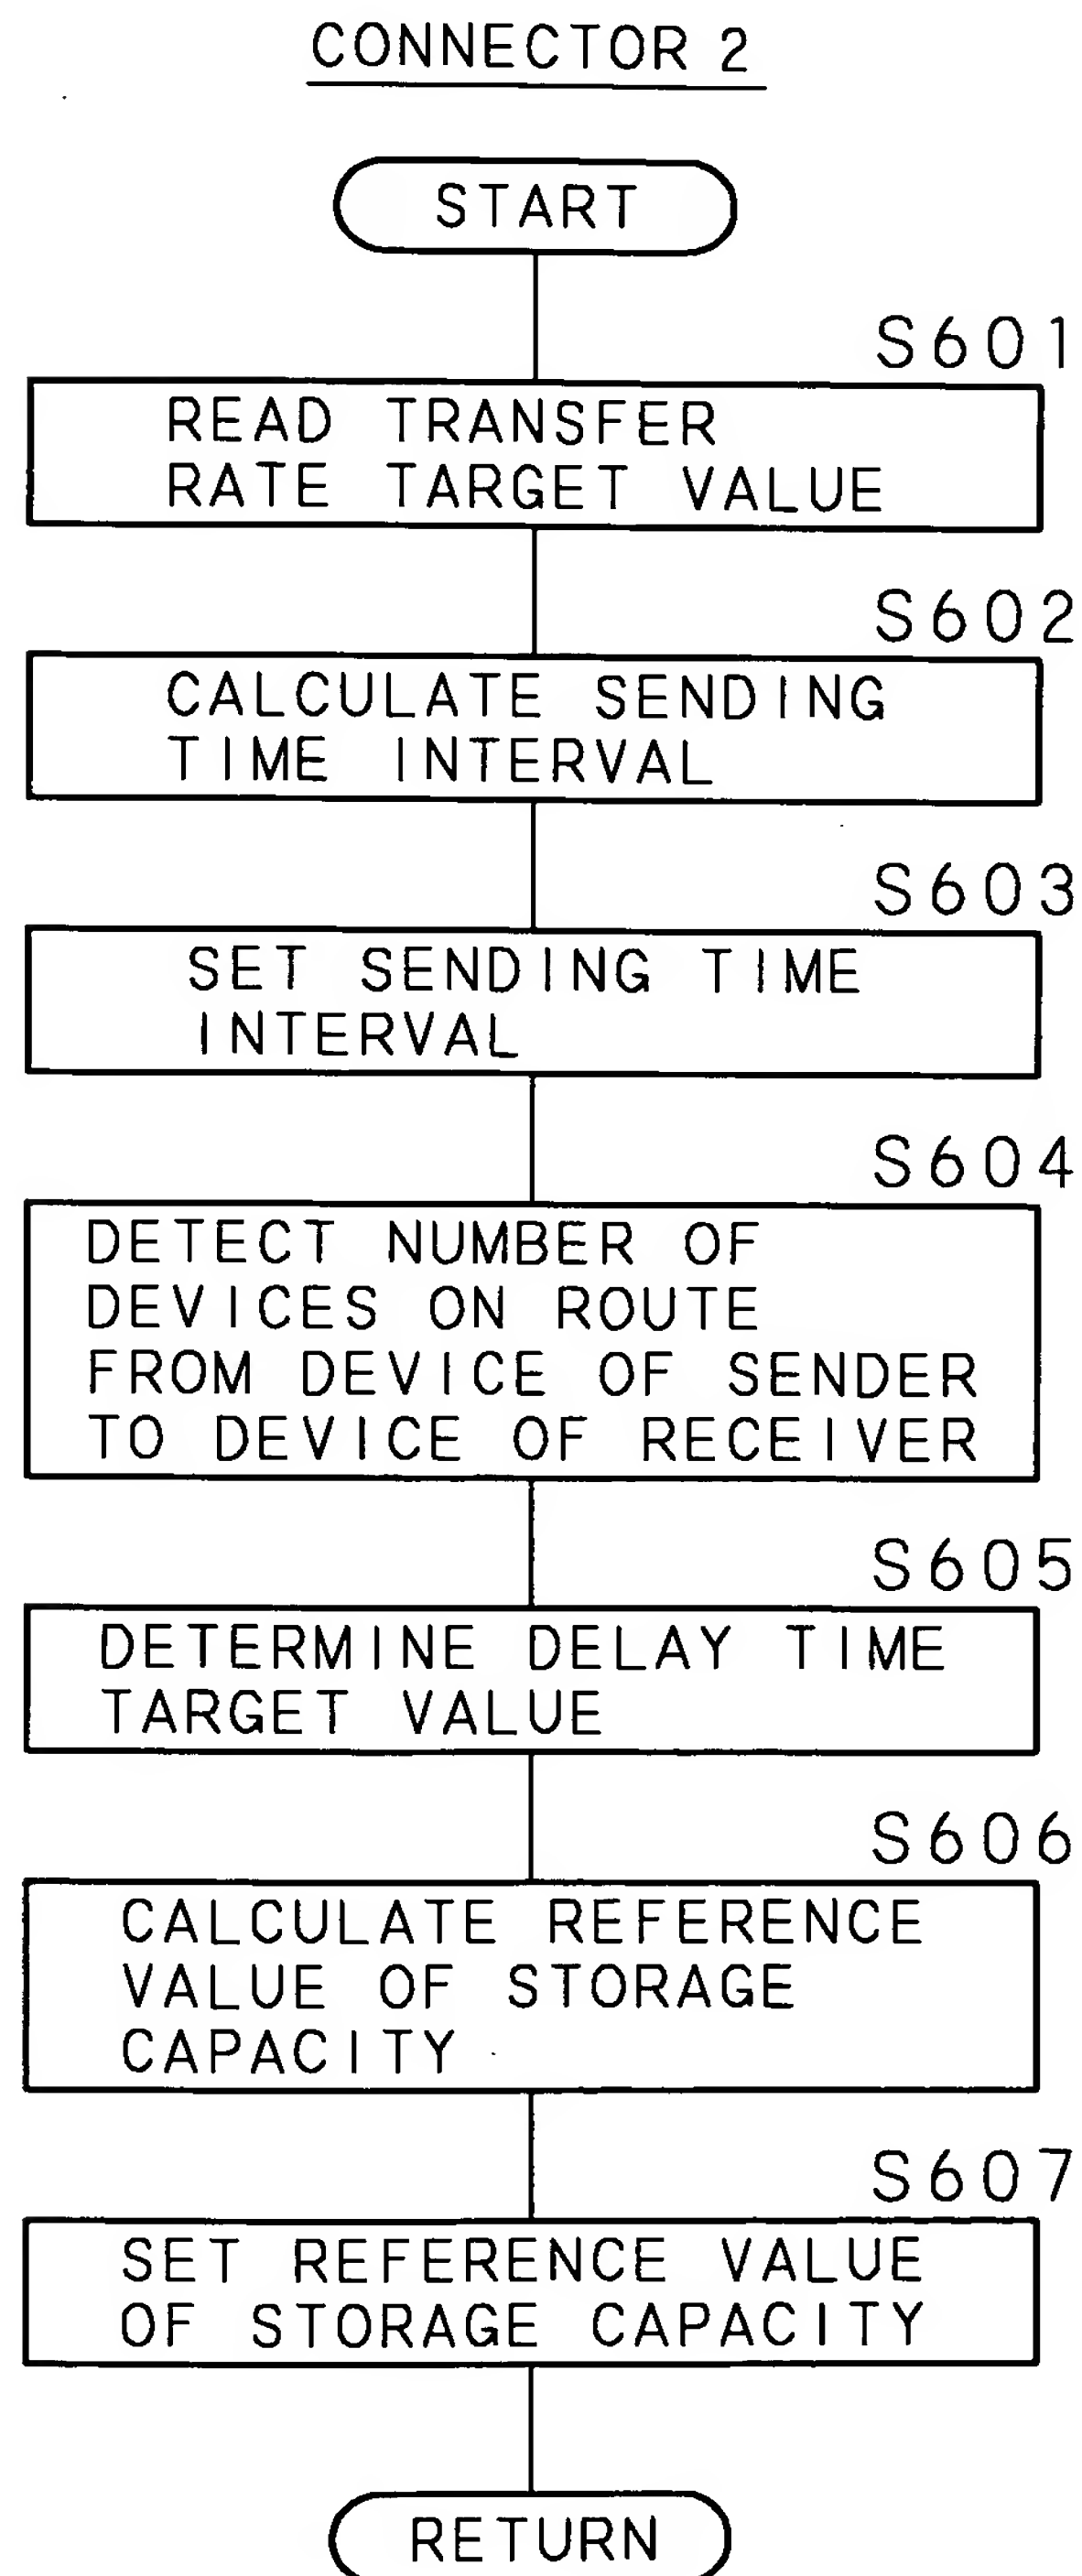 CONNECTOR 2
START
S601
READ TRANSFER
RATE TARGET VALUE
S602
CALCULATE SENDING
TIME INTERVAL
S603
SET SENDING TIME
INTERVAL
S604
DETECT NUMBER OF
DEVICES ON ROUTE
FROM DEVICE OF SENDER
TO DEVICE OF RECEIVER
S605
DETERMINE DELAY TIME
TARGET VALUE
S606
CALCULATE REFERENCE
VALUE OF STORAGE
CAPACITY
S607
SET REFERENCE VALUE
OF STORAGE CAPACITY
RETURN